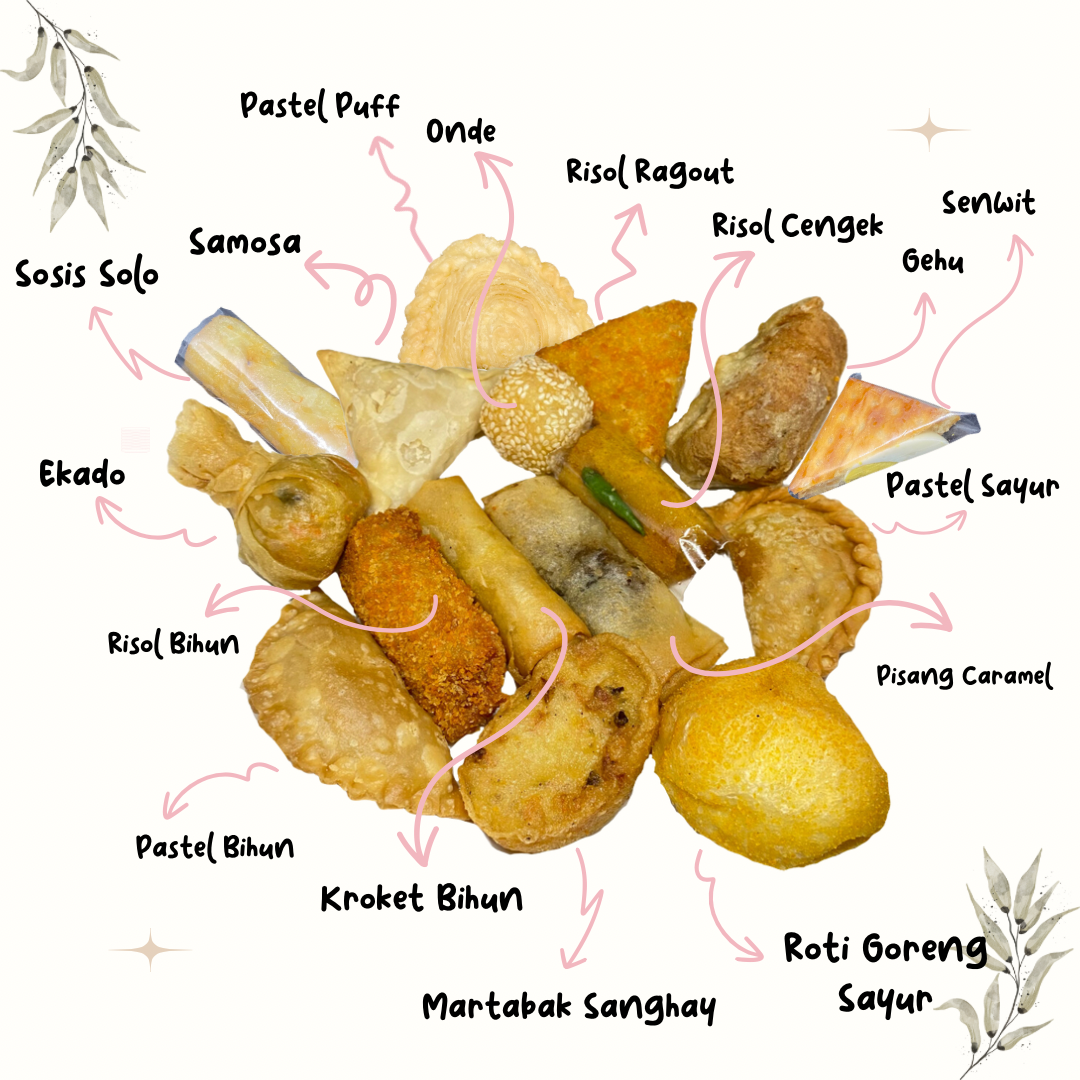 Pastel Puff
Onde
Risol Ragout
Senwit
Risol Cengek
Samosa
Gehu
Sosis Solo
Ekado
Pastel Sayur
Risol Bihun
Pisang Caramel
Pastel Bihun
Kroket Bihun
Roti Goreng
Sayur
Martabak Sanghay